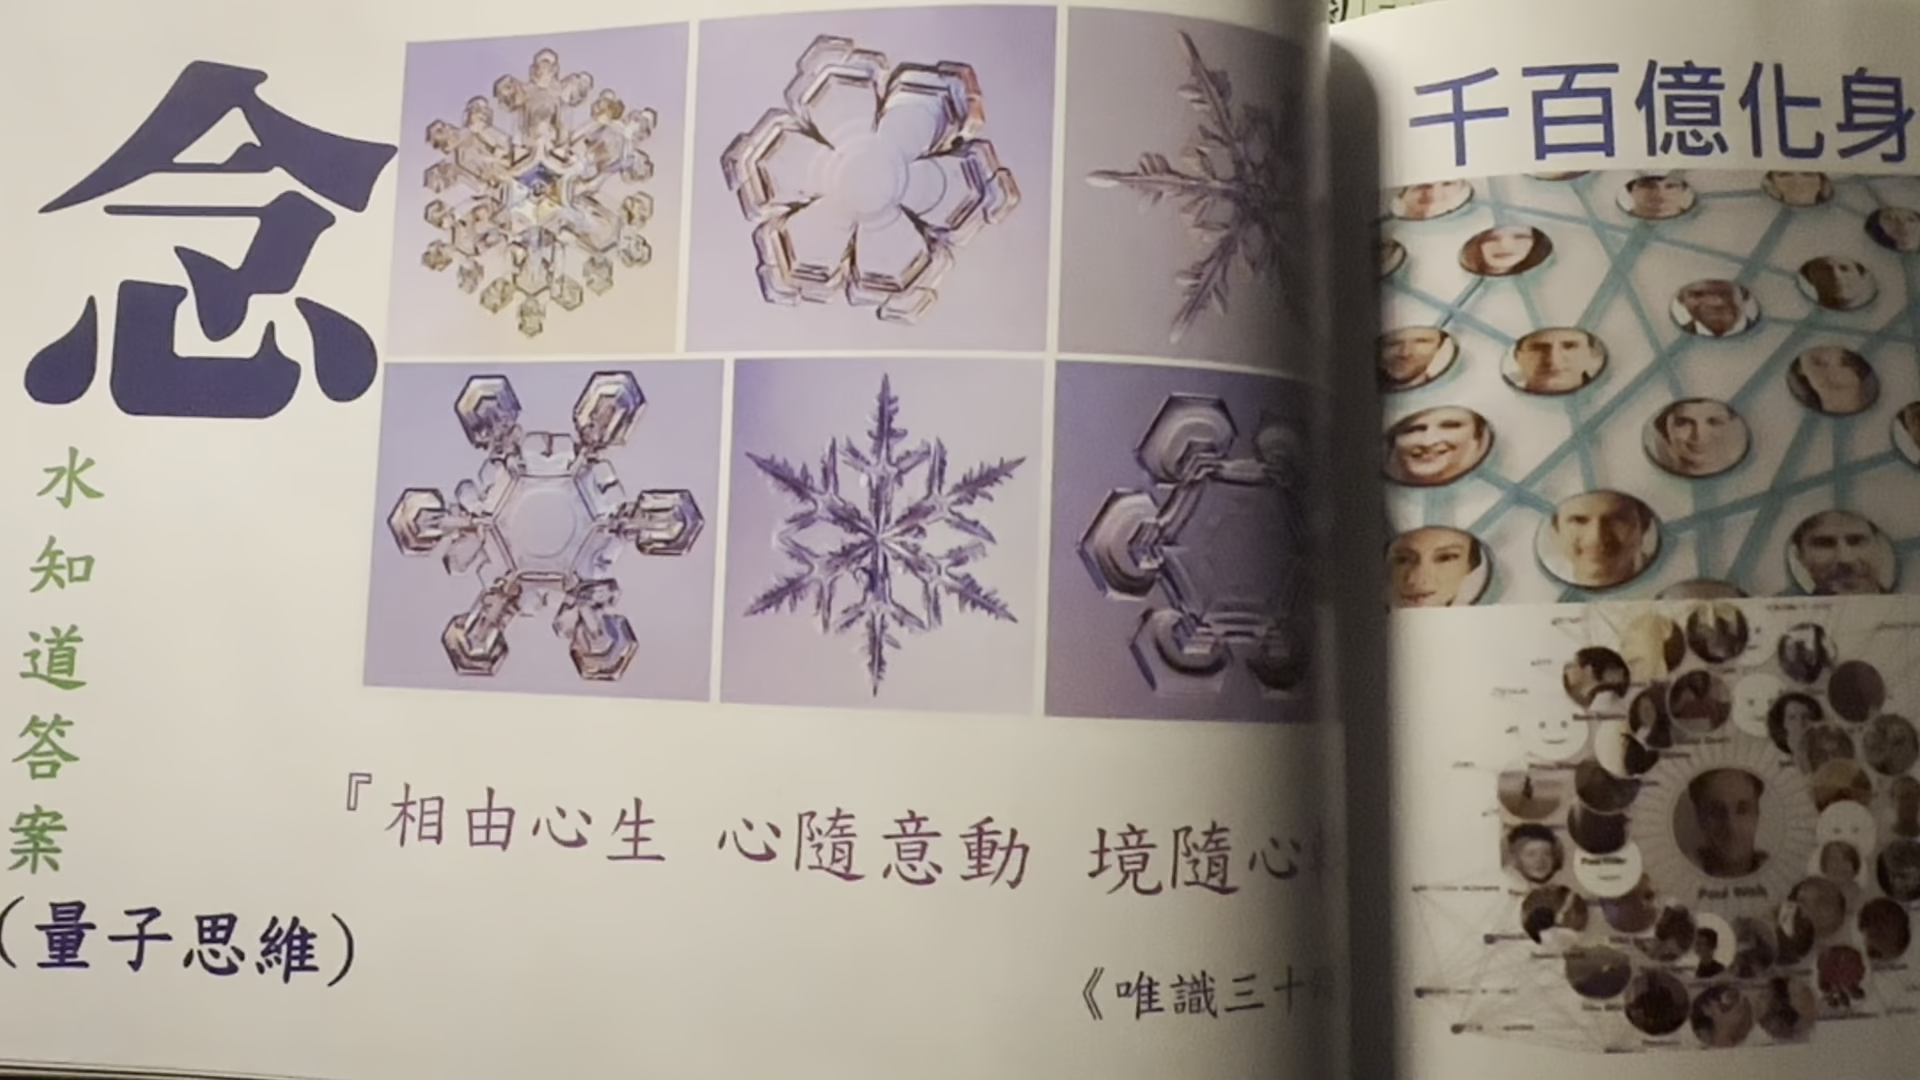 念
水知道答案
(量子思維)
『相由心生 心隨意動 境隨心
《唯識三十
千百億化身